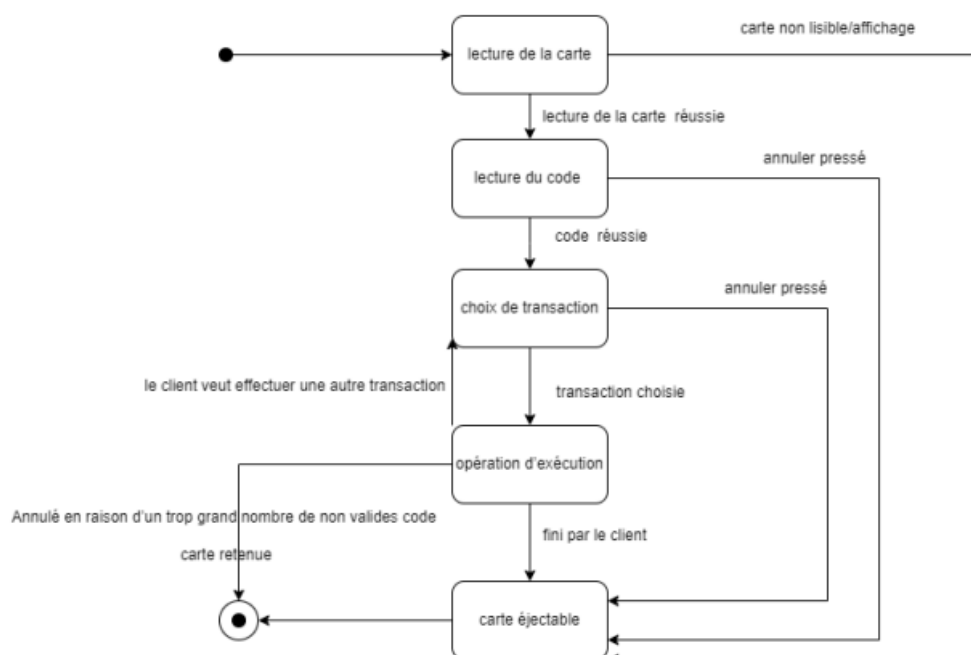 carte non lisible/affichage
lecture de la carte
lecture de la carte réussie
annuler pressé
lecture du code
code réussie
annuler pressé
choix de transaction
le client veut effectuer une autre transaction
transaction choisie
opération d'exécution
Annulé en raison d'un trop grand nombre de non valides code
fini par le client
carte retenue
carte éjectable